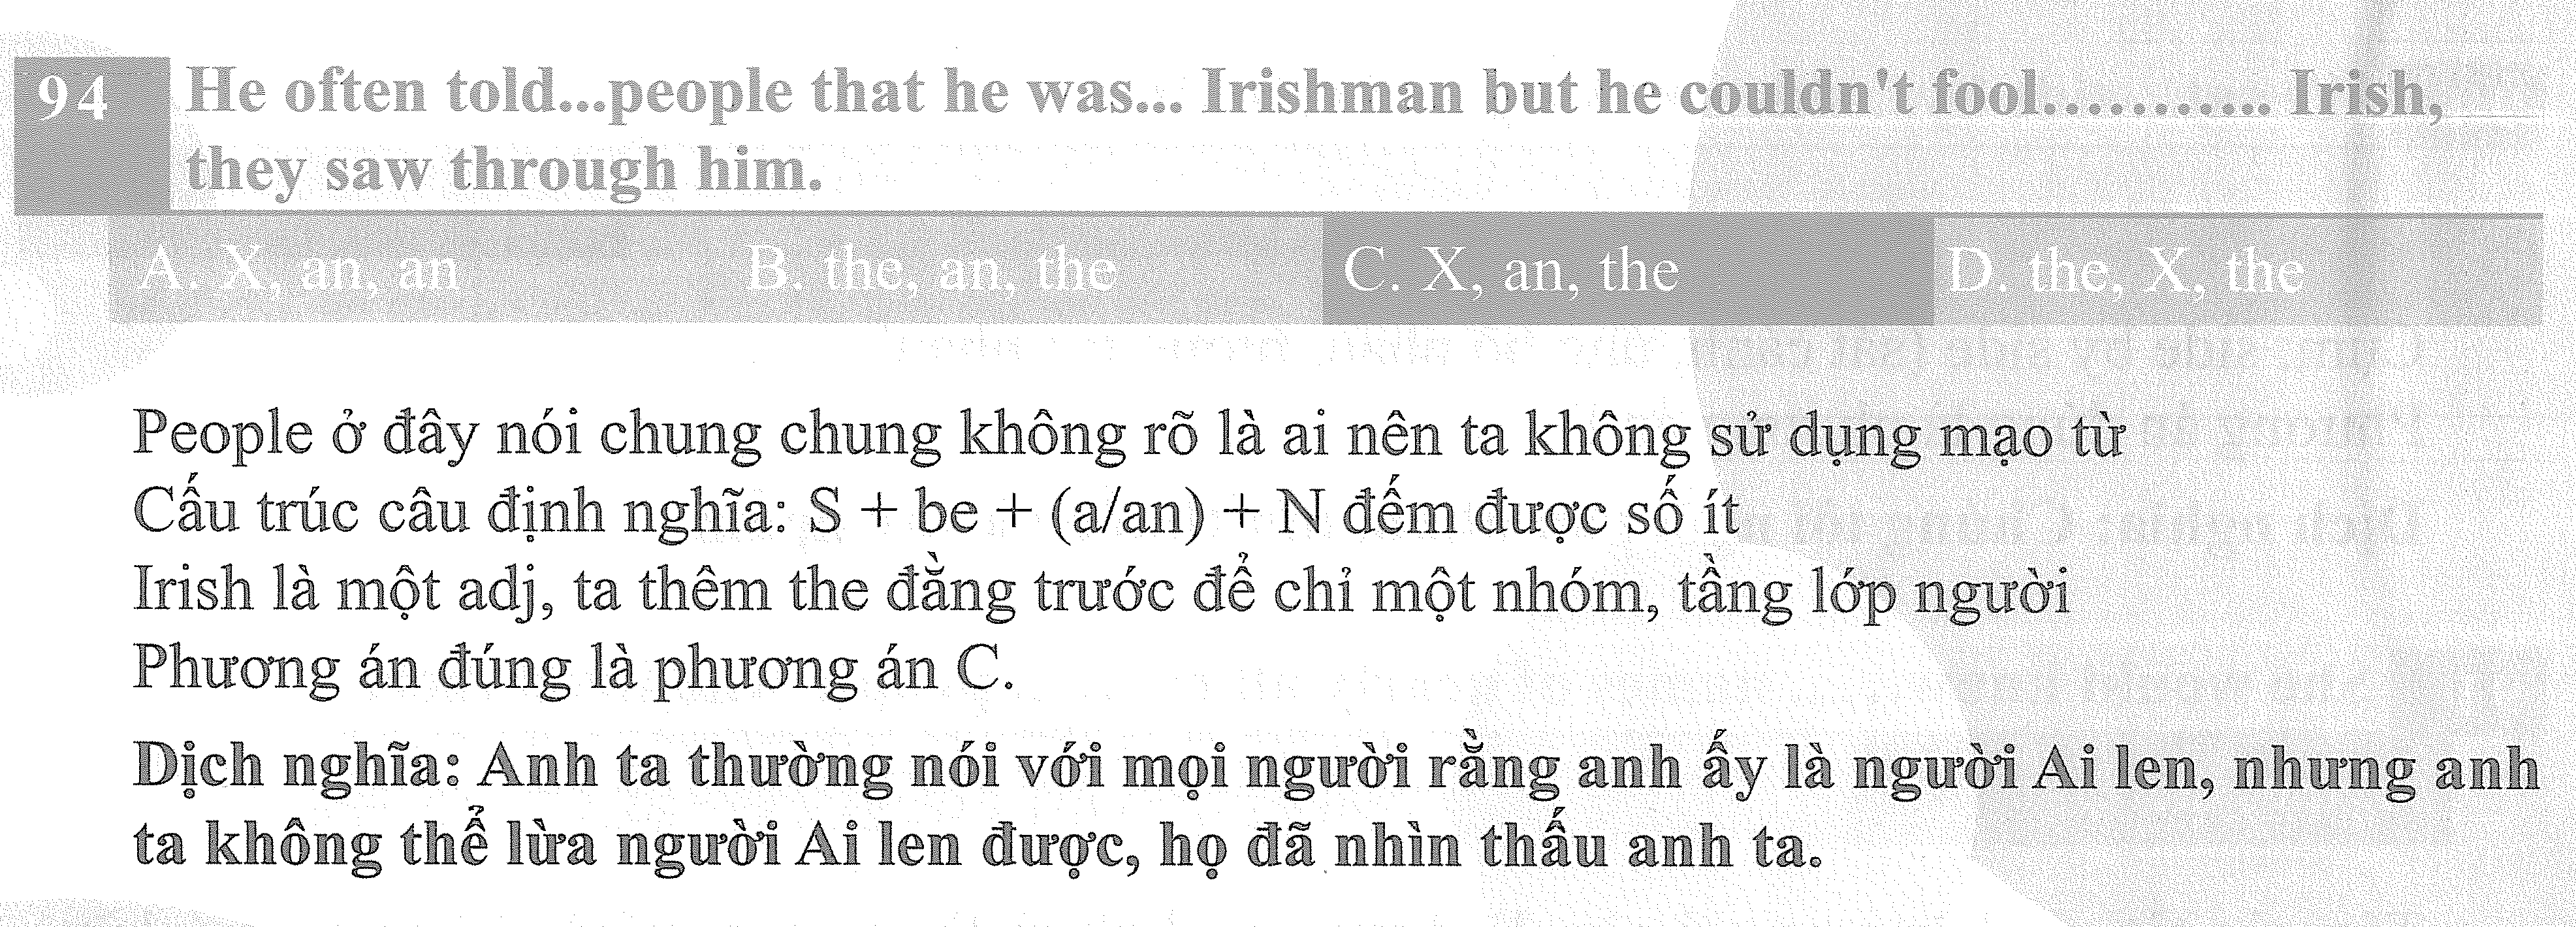 94 He often told...people that he was... Irishman but he couldn't fool........... Irish,
they saw through him.
A. X, an, an B. the, an, the C. X, an, the D. the, X, the
People ở đây nói chung chung không rõ là ai nên ta không sử dụng mạo từ
Cấu trúc câu định nghĩa: S + be + (a/an) + N đếm được số ít
Irish là một adj, ta thêm the đằng trước để chỉ một nhóm, tầng lớp người
Phương án đúng là phương án C.
Dịch nghĩa: Anh ta thường nói với mọi người rằng anh ấy là người Ai len, nhưng anh
ta không thể lừa người Ai len được, họ đã nhìn thấu anh ta.